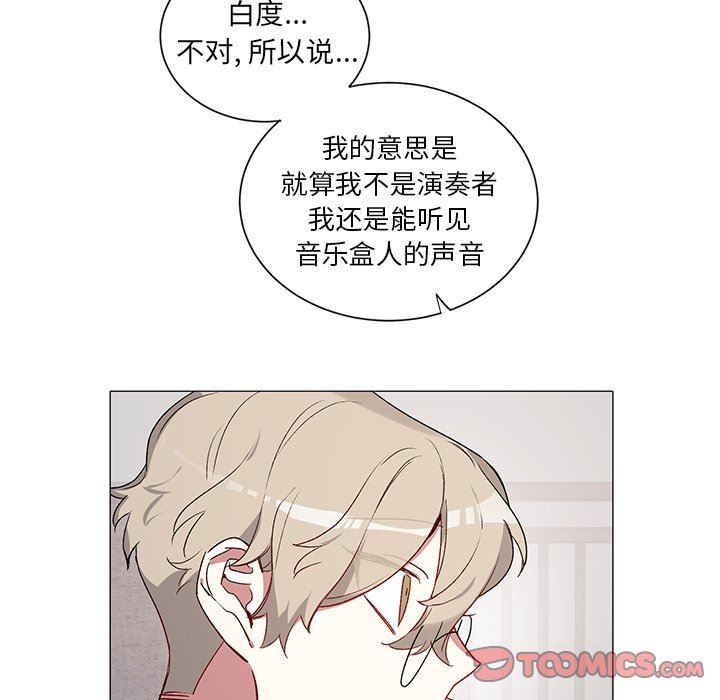 白度...
不对, 所以说...
我的意思是
就算我不是演奏者
我还是能听见
音乐盒人的声音
TOOMICS.COM